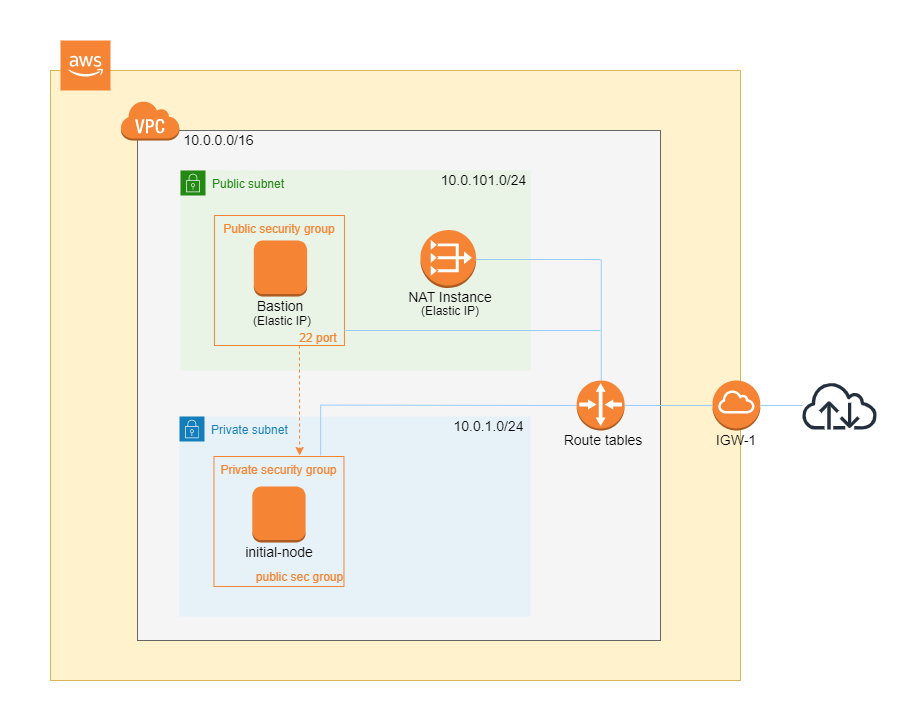 aws
VPC
10.0.0.0/16
Public subnet
10.0.101.0/24
Public security group
Bastion
(Elastic IP)
22 port
NAT Instance
(Elastic IP)
Route tables
IGW-1
Private subnet
10.0.1.0/24
Private security group
initial-node
public sec group